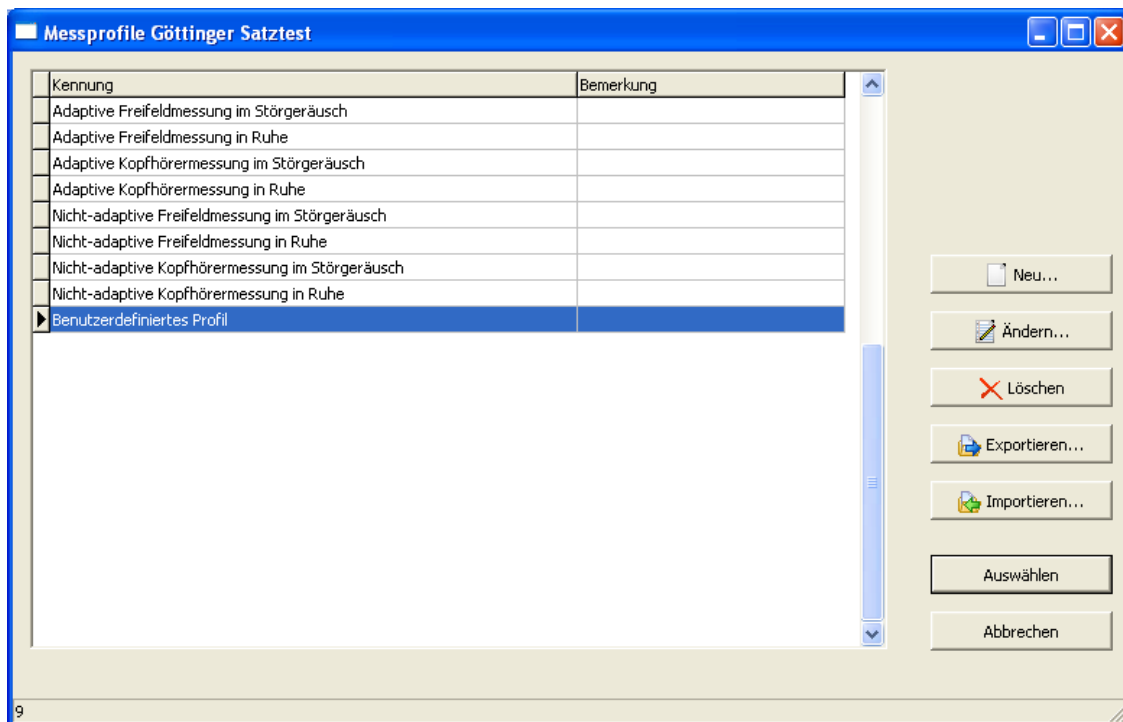 Messprofile Göttinger Satztest
Kennung Bemerkung
Adaptive Freifeldmessung im Störgeräusch
Adaptive Freifeldmessung in Ruhe
Adaptive Kopfhörermessung im Störgeräusch
Adaptive Kopfhörermessung in Ruhe
Nicht-adaptive Freifeldmessung im Störgeräusch
Nicht-adaptive Freifeldmessung in Ruhe
Nicht-adaptive Kopfhörermessung im Störgeräusch
Nicht-adaptive Kopfhörermessung in Ruhe
Benutzerdefiniertes Profil
Neu...
Ändern...
Löschen
Exportieren...
Importieren...
Auswählen
Abbrechen
9